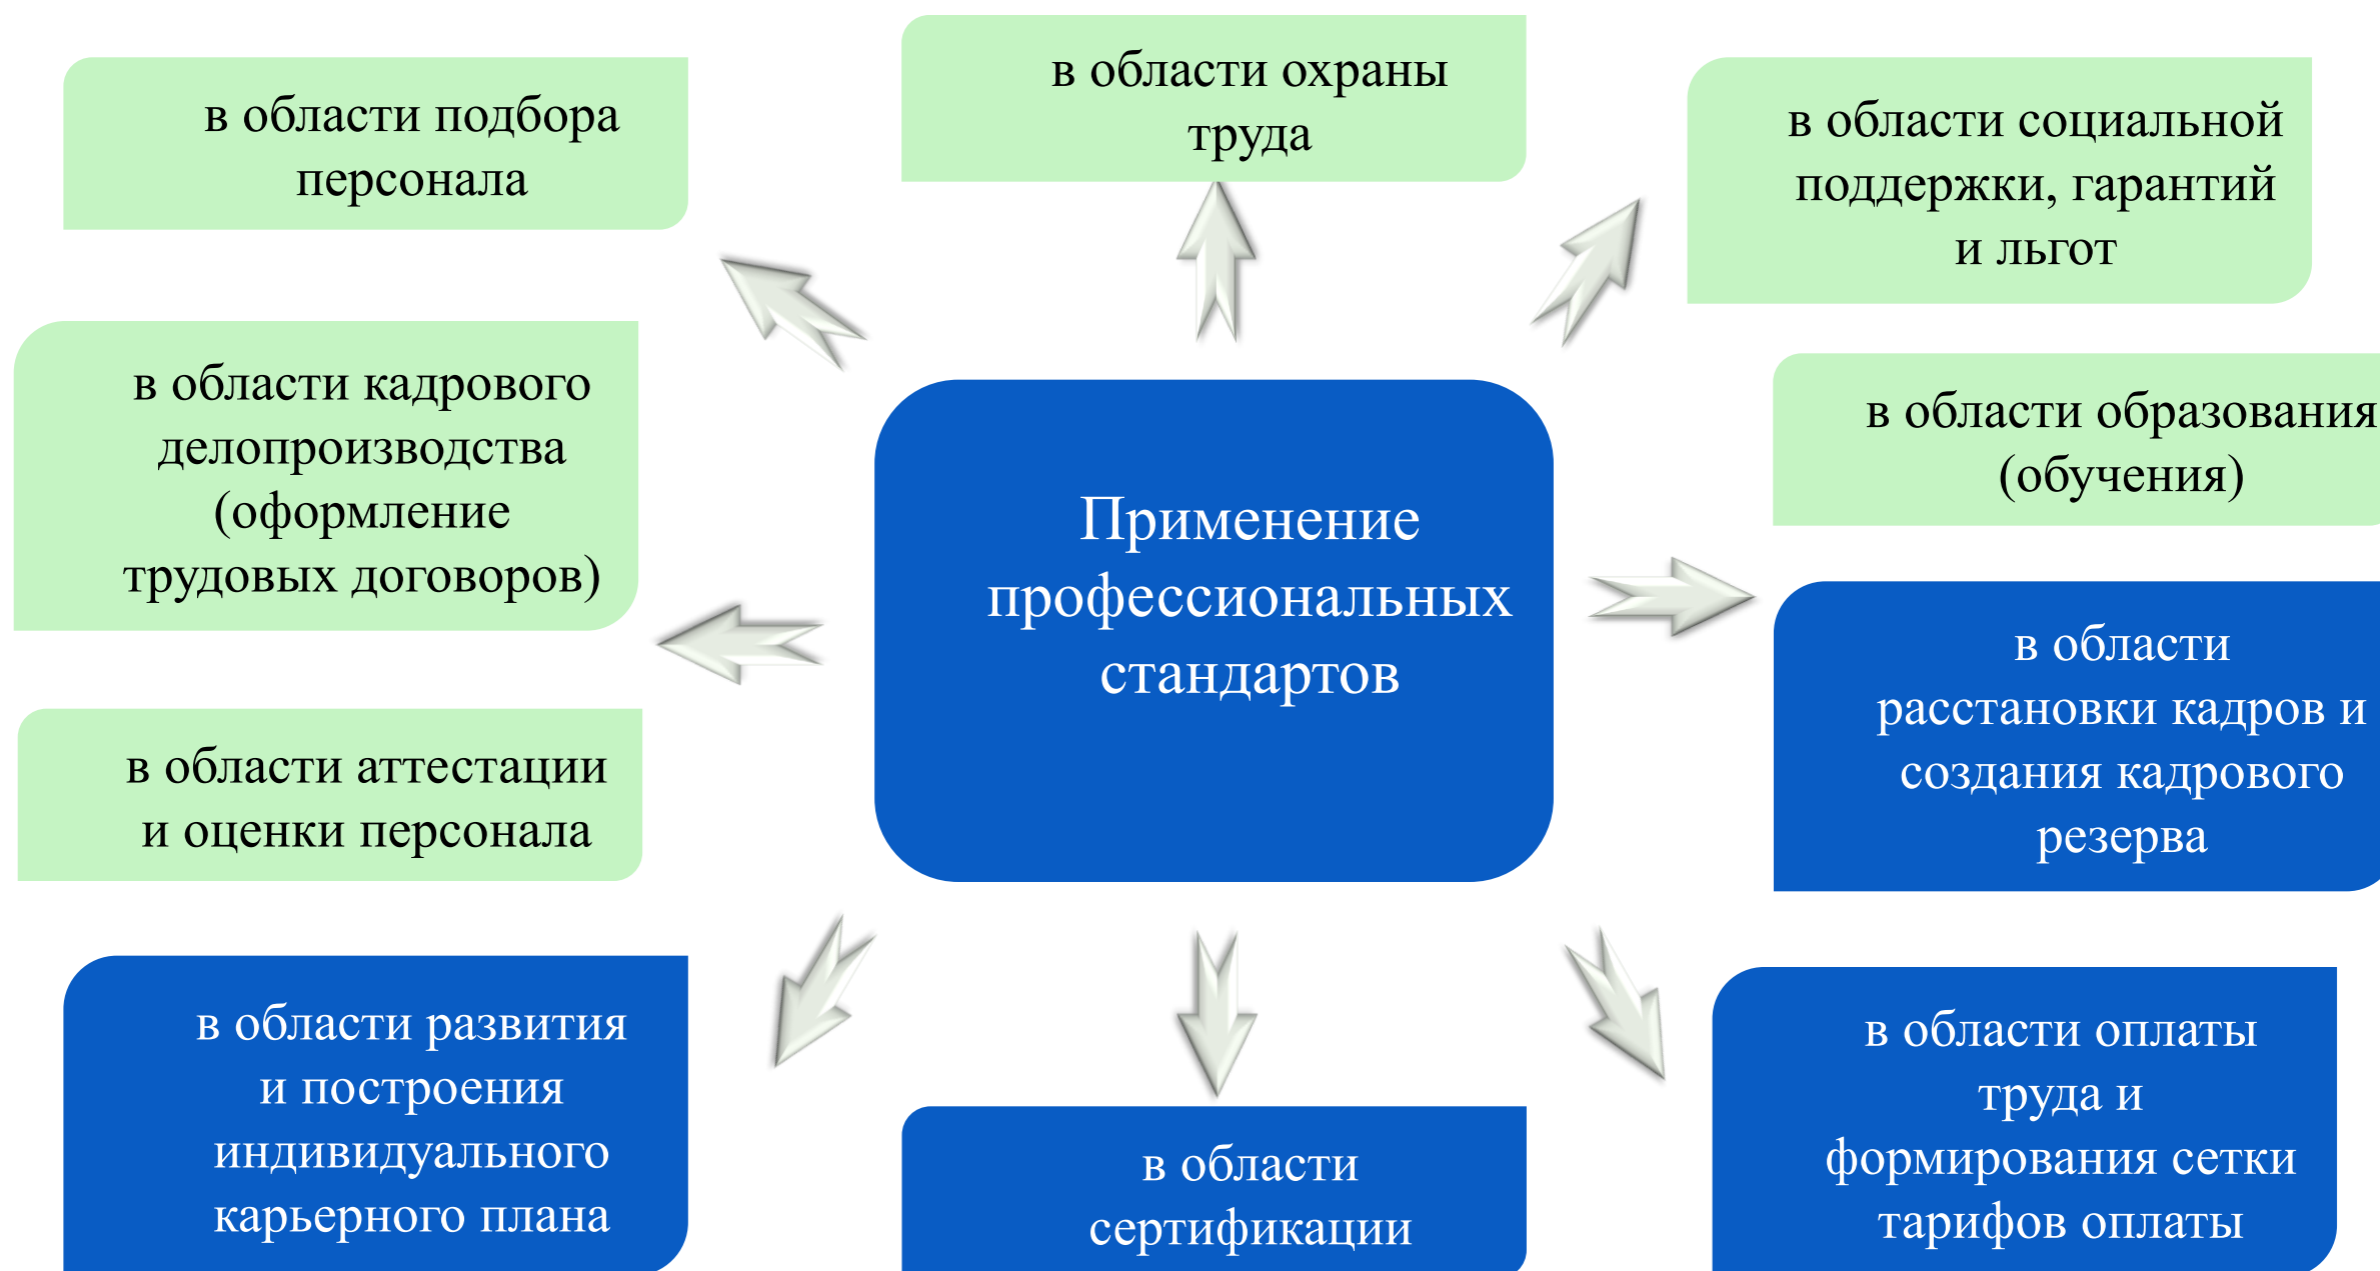 в области подбора
персонала
в области охраны
труда
в области социальной
поддержки, гарантий
и льгот
в области кадрового
делопроизводства
(оформление
трудовых договоров)
Применение
профессиональных
стандартов
в области образования
(обучения)
в области
расстановки кадров и
создания кадрового
резерва
в области аттестации
и оценки персонала
в области развития
и построения
индивидуального
карьерного плана
в области
сертификации
в области оплаты
труда и
формирования сетки
тарифов оплаты